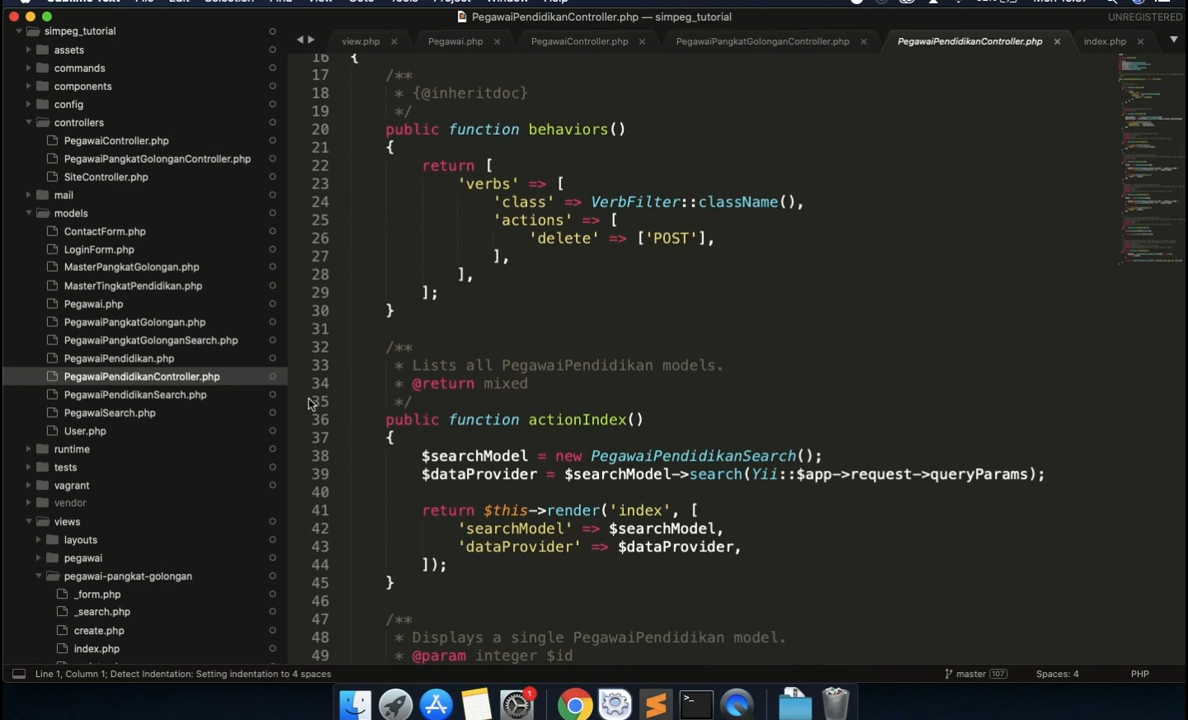 PegawaiPendidikanController.php — simpeg_tutorial
UNREGISTERED
simpeg_tutorial
assets
commands
components
config
controllers
PegawaiController.php
PegawaiPangkatGolonganController.php
SiteController.php
mail
models
ContactForm.php
LoginForm.php
MasterPangkatGolongan.php
MasterTingkatPendidikan.php
Pegawai.php
PegawaiPangkatGolongan.php
PegawaiPangkatGolonganSearch.php
PegawaiPendidikan.php
PegawaiPendidikanController.php
PegawaiPendidikanSearch.php
PegawaiSearch.php
User.php
runtime
tests
vagrant
vendor
views
layouts
pegawai
pegawai-pangkat-golongan
_form.php
_search.php
create.php
index.php
view.php Pegawai.php PegawaiController.php PegawaiPangkatGolonganController.php PegawaiPendidikanController.php index.php
16 {
17 /**
18 * {@inheritdoc}
19 */
20 public function behaviors()
21 {
22 return [
23 'verbs' => [
24 'class' => VerbFilter::className(),
25 'actions' => [
26 'delete' => ['POST'],
27 ],
28 ],
29 ];
30 }
31
32 /**
33 * Lists all PegawaiPendidikan models.
34 * @return mixed
35 */
36 public function actionIndex()
37 {
38 $searchModel = new PegawaiPendidikanSearch();
39 $dataProvider = $searchModel->search(Yii::$app->request->queryParams);
40
41 return $this->render('index', [
42 'searchModel' => $searchModel,
43 'dataProvider' => $dataProvider,
44 ]);
45 }
46
47 /**
48 * Displays a single PegawaiPendidikan model.
49 * @param integer $id
Line 1, Column 1; Detect Indentation: Setting indentation to 4 spaces master 107 Spaces: 4 PHP
1